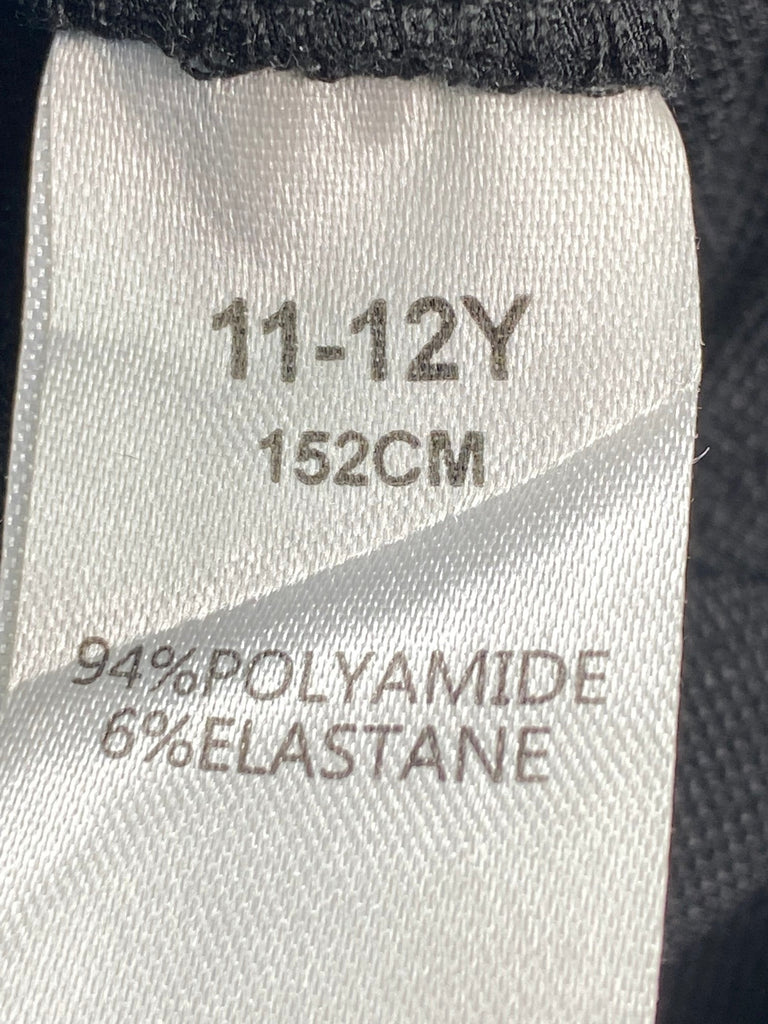 11-12Y
152CM
94%POLYAMIDE
6%ELASTANE